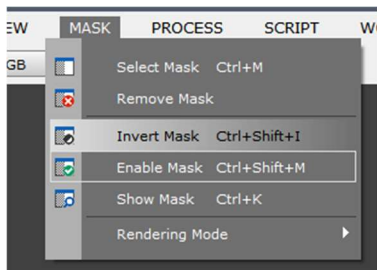 EW MASK PROCESS SCRIPT W
GB
Select Mask Ctrl+M
Remove Mask
Invert Mask Ctrl+Shift+I
Enable Mask Ctrl+Shift+M
Show Mask Ctrl+K
Rendering Mode